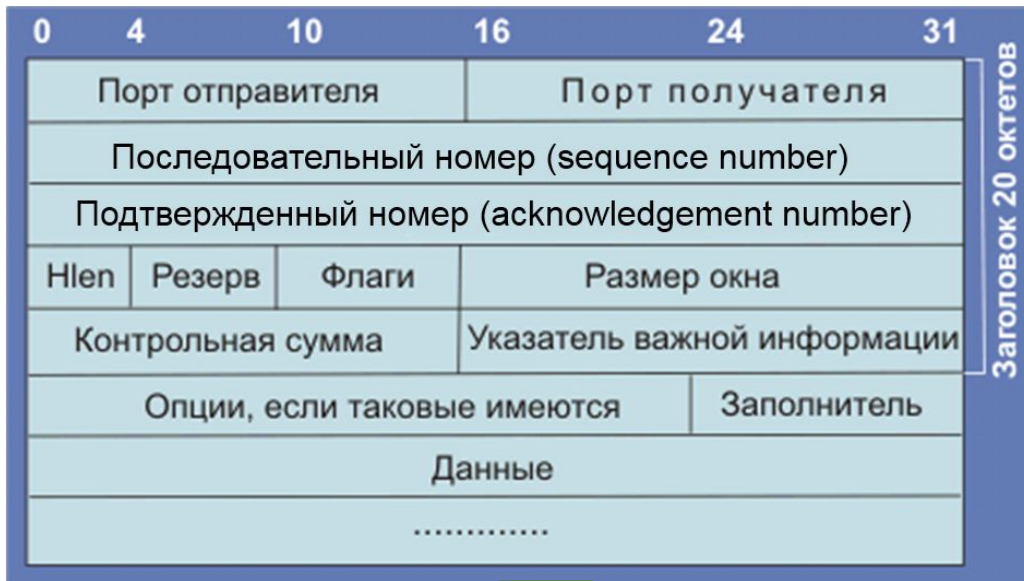 0 4 10 16 24 31
Порт отправителя Порт получателя
Последовательный номер (sequence number)
Подтвержденный номер (acknowledgement number)
Hlen Резерв Флаги Размер окна
Контрольная сумма Указатель важной информации
Опции, если таковые имеются Заполнитель
Данные
.............
Заголовок 20 октетов